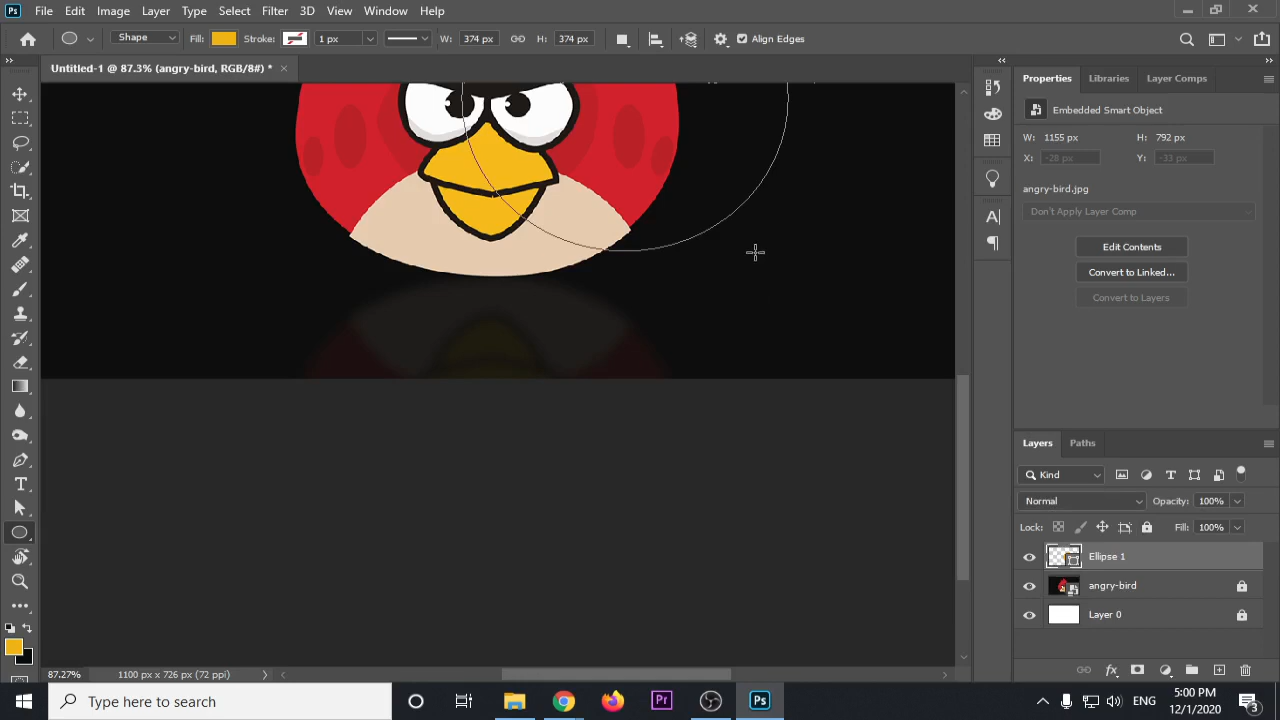 Ps File Edit Image Layer Type Select Filter 3D View Window Help
Shape Fill: Stroke: 1 px W: 374 px H: 374 px Align Edges
Untitled-1 @ 87.3% (angry-bird, RGB/8#) *
Properties Libraries Layer Comps
Embedded Smart Object
W: 1155 px H: 792 px
X: -28 px Y: -33 px
angry-bird.jpg
Don't Apply Layer Comp
Edit Contents
Convert to Linked...
Convert to Layers
Layers Paths
Kind
Normal Opacity: 100%
Lock: Fill: 100%
Ellipse 1
angry-bird
Layer 0
87.27% 1100 px x 726 px (72 ppi)
Type here to search
Pr
Ps
ENG
5:00 PM
12/1/2020
3